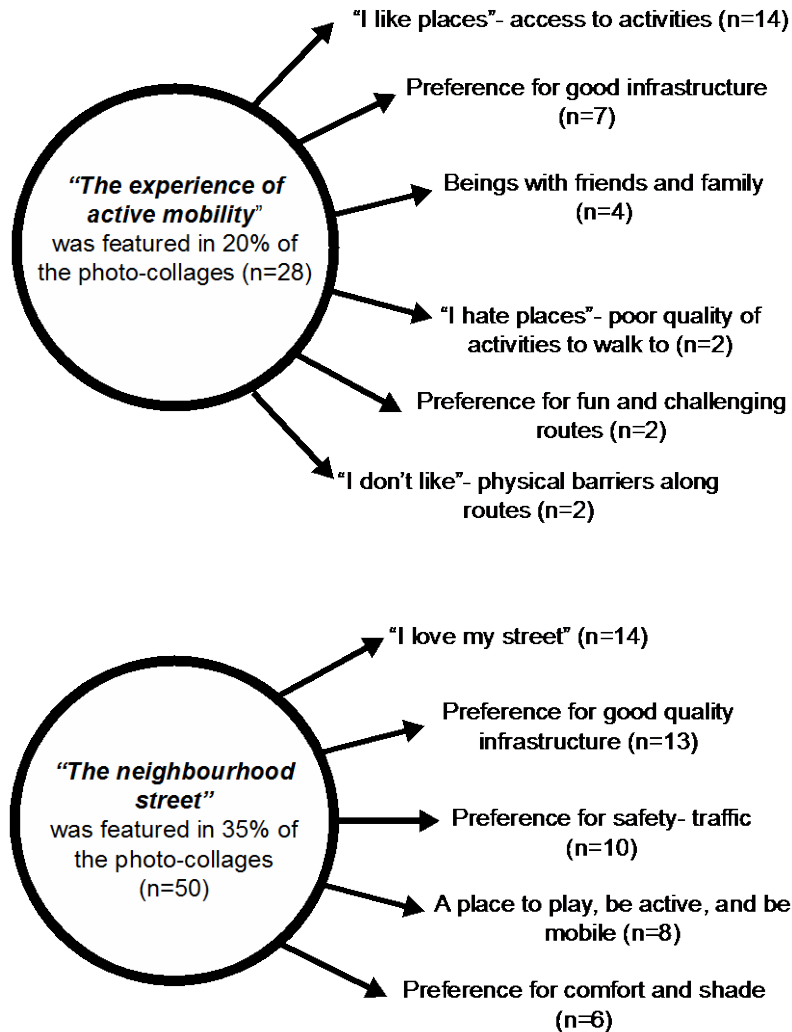 “I like places”- access to activities (n=14)
Preference for good infrastructure
(n=7)
“The experience of
active mobility”
was featured in 20% of
the photo-collages (n=28)
Beings with friends and family
(n=4)
“I hate places”- poor quality of
activities to walk to (n=2)
Preference for fun and challenging
routes (n=2)
“I don’t like”- physical barriers along
routes (n=2)
“I love my street” (n=14)
Preference for good quality
infrastructure (n=13)
“The neighbourhood
street”
was featured in 35% of
the photo-collages
(n=50)
Preference for safety- traffic
(n=10)
A place to play, be active, and be
mobile (n=8)
Preference for comfort and shade
(n=6)